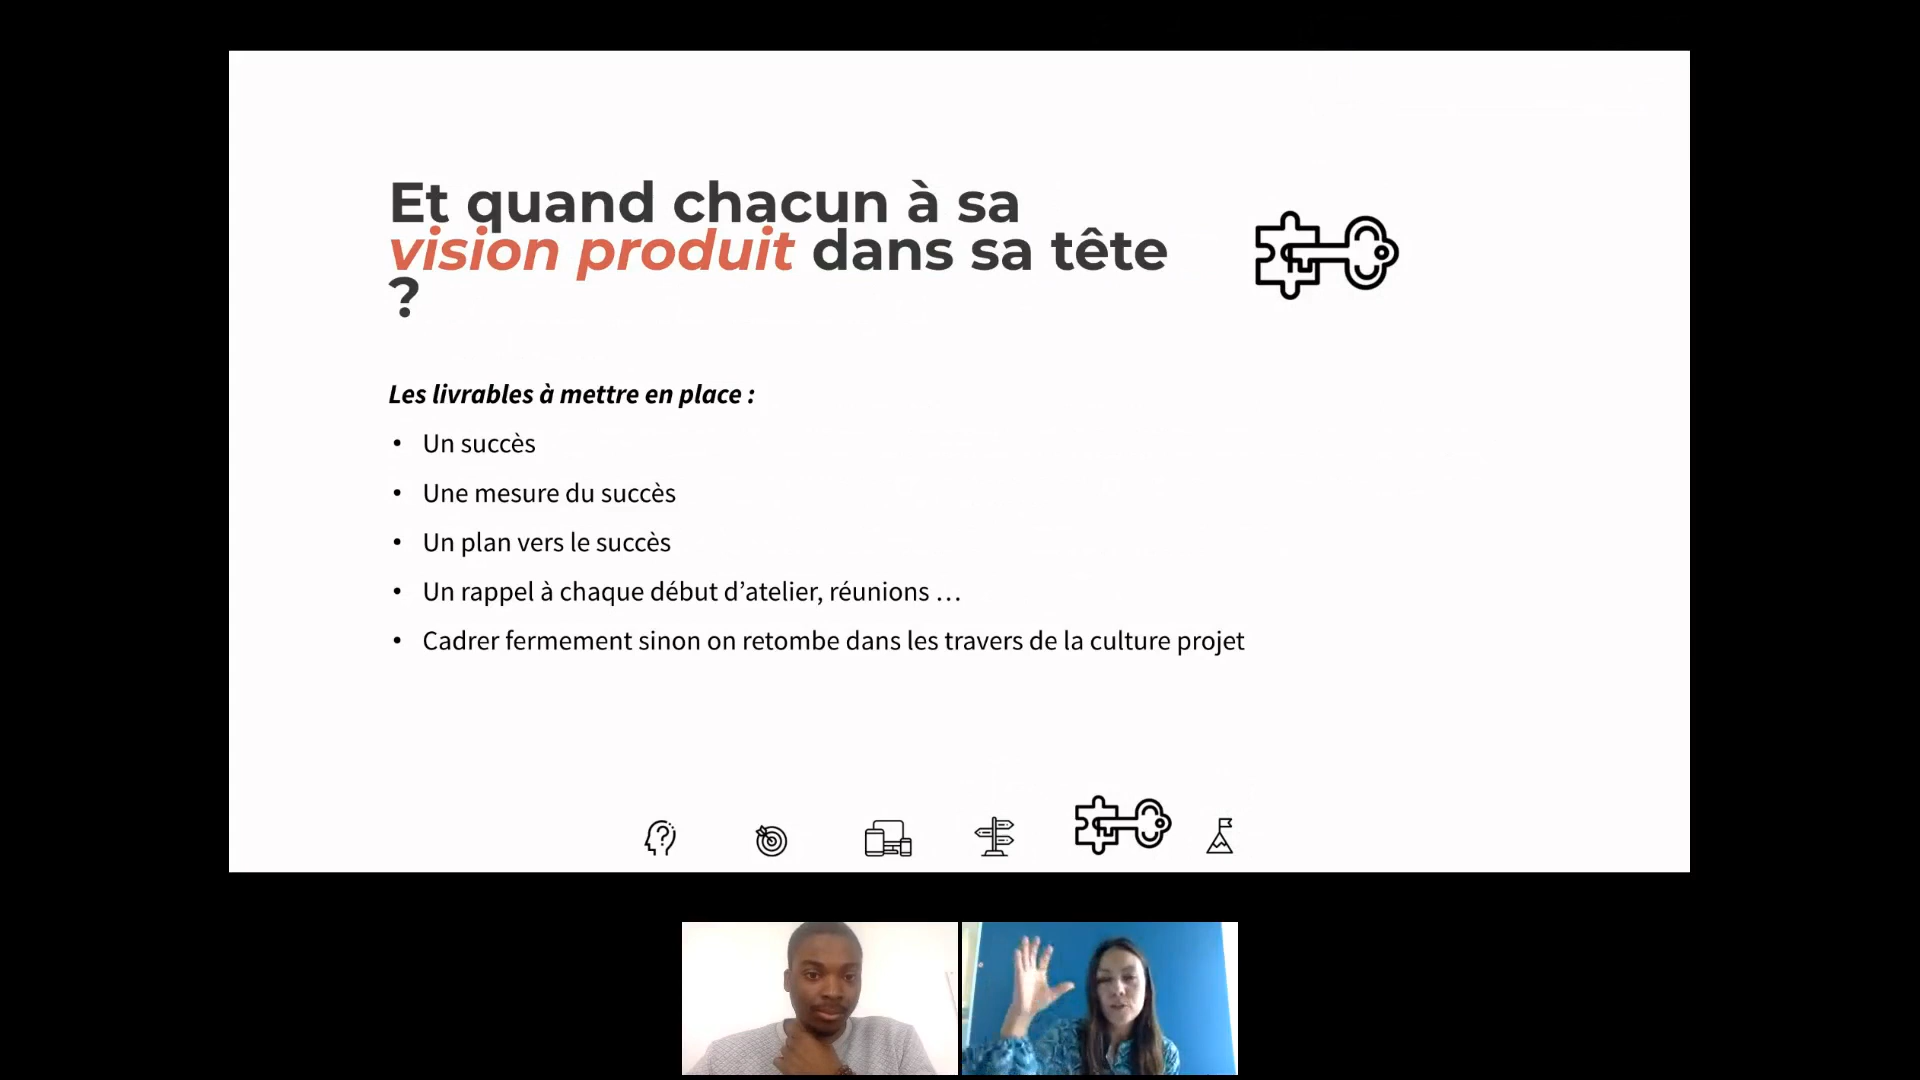 Et quand chacun à sa
vision produit dans sa tête
?
Les livrables à mettre en place :
• Un succès
• Une mesure du succès
• Un plan vers le succès
• Un rappel à chaque début d’atelier, réunions …
• Cadrer fermement sinon on retombe dans les travers de la culture projet